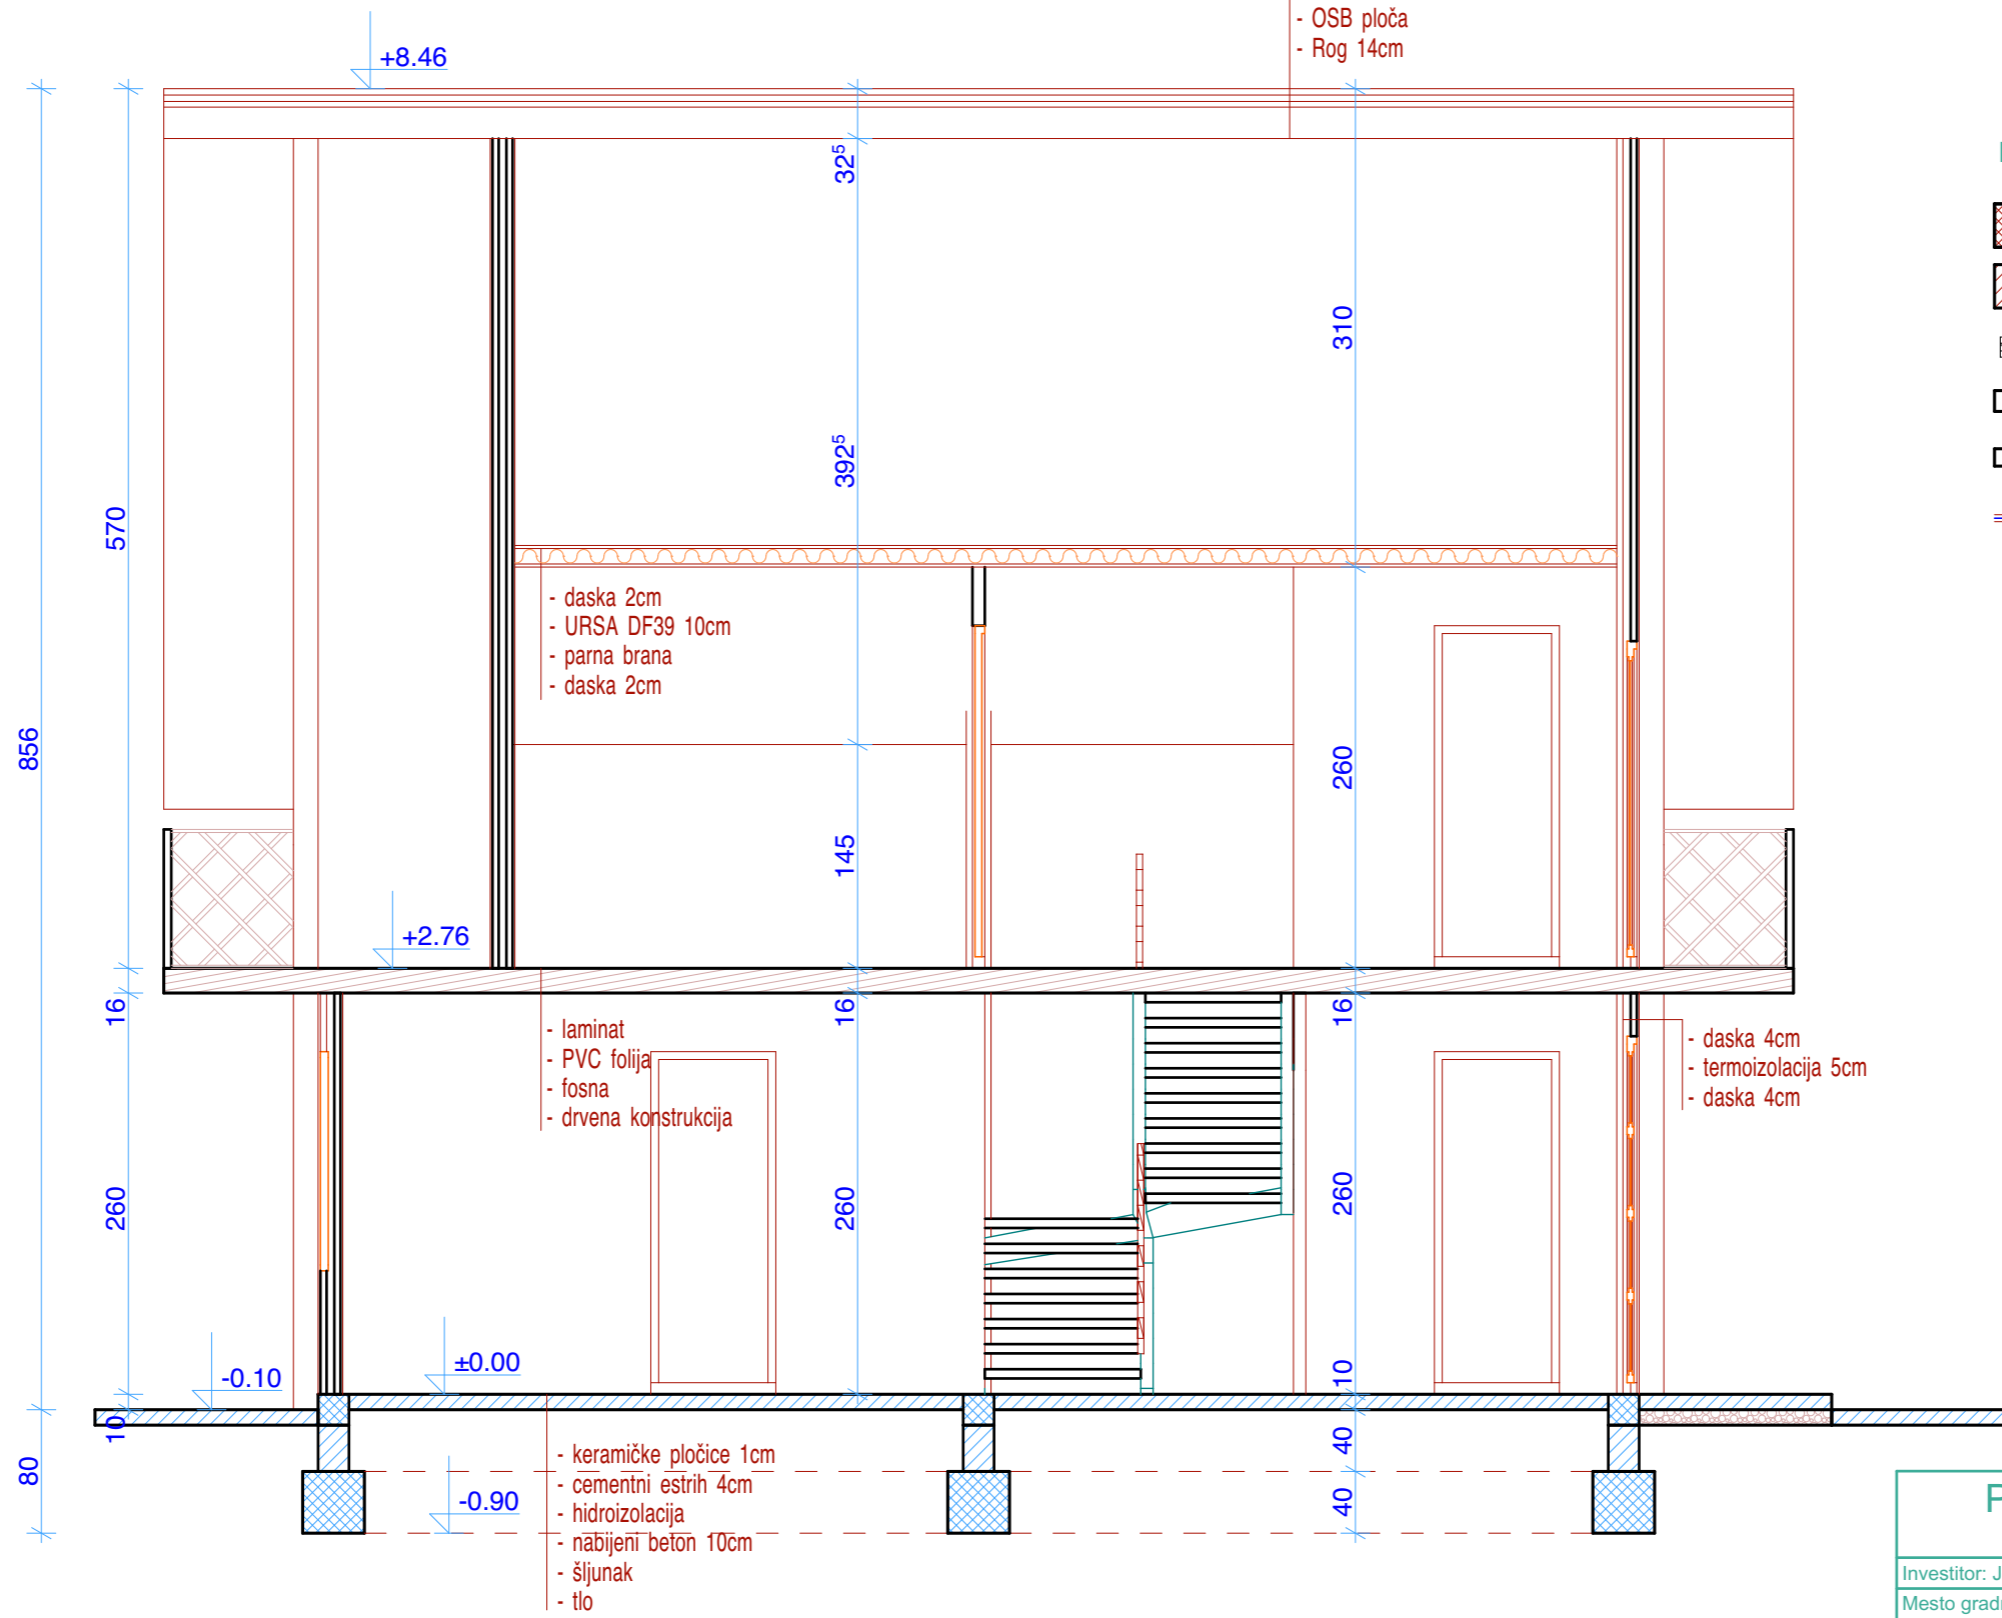 - OSB ploča
- Rog 14cm
+8.46
32⁵
310
392⁵
570
- daska 2cm
- URSA DF39 10cm
- parna brana
- daska 2cm
856
260
145
+2.76
16
16
16
- laminat
- PVC folija
- fosna
- drvena konstrukcija
- daska 4cm
- termoizolacija 5cm
- daska 4cm
260
260
260
±0.00
-0.10
10
10
- keramičke pločice 1cm
- cementni estrih 4cm
- hidroizolacija
- nabijeni beton 10cm
- šljunak
- tlo
40
80
-0.90
40
P
Investitor: J